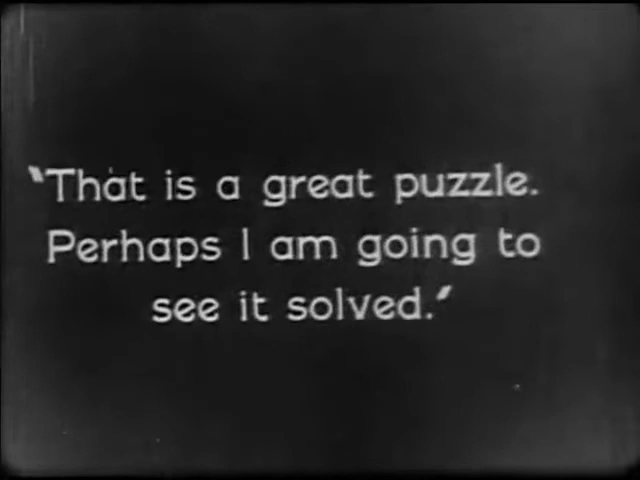 "That is a great puzzle.
Perhaps I am going to
see it solved."